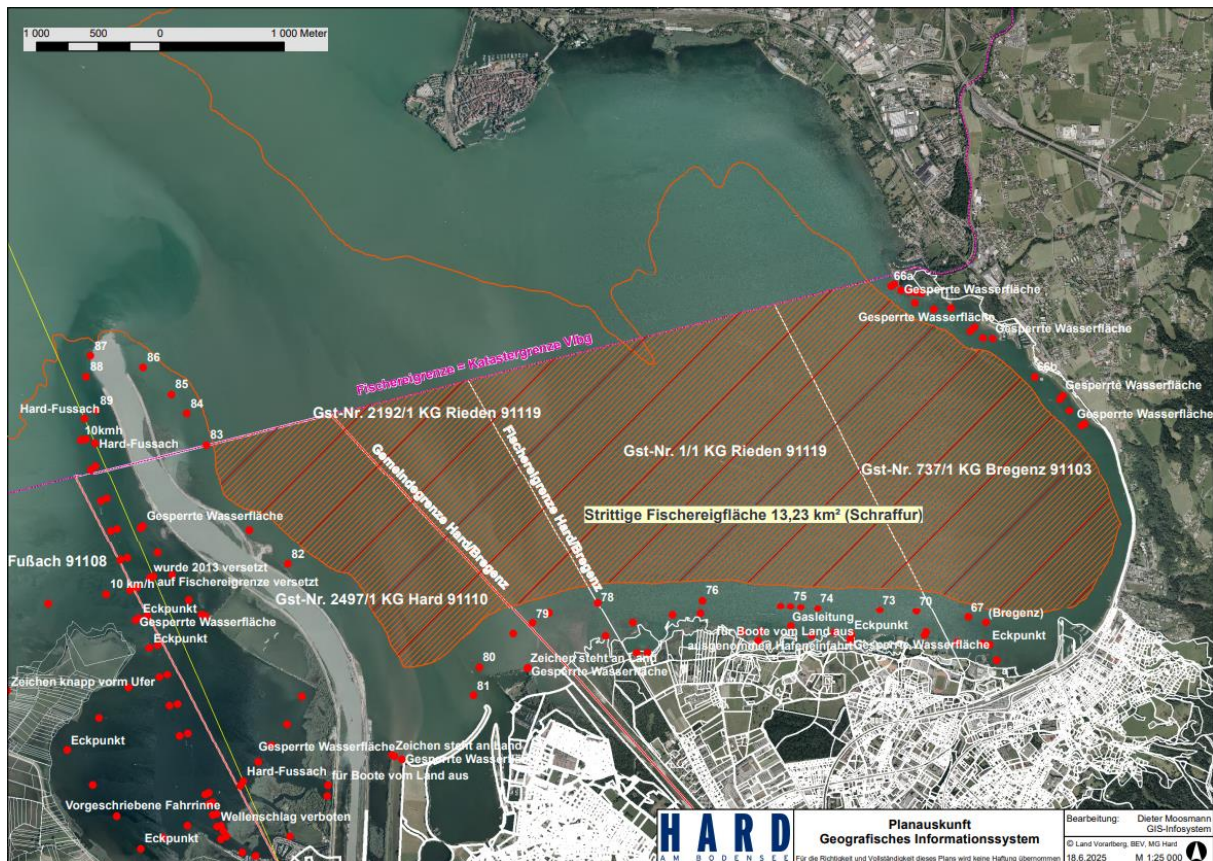 1 000 500 0 1 000 Meter
66a
Gesperrte Wasserfläche
Gesperrte Wasserfläche
Gesperrte Wasserfläche
Fischereigrenze = Katastergrenze Vlbg
87
86
88
66b
85
Gesperrte Wasserfläche
89
84
Hard-Fussach
Gst-Nr. 2192/1 KG Rieden 91119
Gesperrte Wasserfläche
10kmh
83
Hard-Fussach
Gst-Nr. 1/1 KG Rieden 91119
Gst-Nr. 737/1 KG Bregenz 91103
Gemeindegrenze Hard/Bregenz
Fischereigrenze Hard/Bregenz
Gesperrte Wasserfläche
Strittige Fischereigfläche 13,23 km² (Schraffur)
82
Fußach 91108
wurde 2013 versetzt
10 km/h
auf Fischereigrenze versetzt
Gst-Nr. 2497/1 KG Hard 91110
Eckpunkt
Gesperrte Wasserfläche
Eckpunkt
79
78
76
75
74
73
70
67
(Bregenz)
Gasleitung
für Boote vom Land aus
Eckpunkt
Eckpunkt
ausgenommen Hafeneinfahrt
Gesperrte Wasserfläche
80
Zeichen steht an Land
Gesperrte Wasserfläche
Zeichen knapp vorm Ufer
81
Eckpunkt
Gesperrte Wasserfläche
Zeichen steht an Land
Gesperrte
Hard-Fussach
für Boote vom Land aus
Vorgeschriebene Fahrrinne
Wellenschlag verboten
Eckpunkt
HARD
AM BODENSEE
Planauskunft
Geografisches Informationssystem
Für die Richtigkeit und Vollständigkeit dieses Plans wird keine Haftung übernommen
Bearbeitung: Dieter Moosmann
GIS-Infosystem
© Land Vorarlberg, BEV, MG Hard
18.6.2025 M 1:25 000